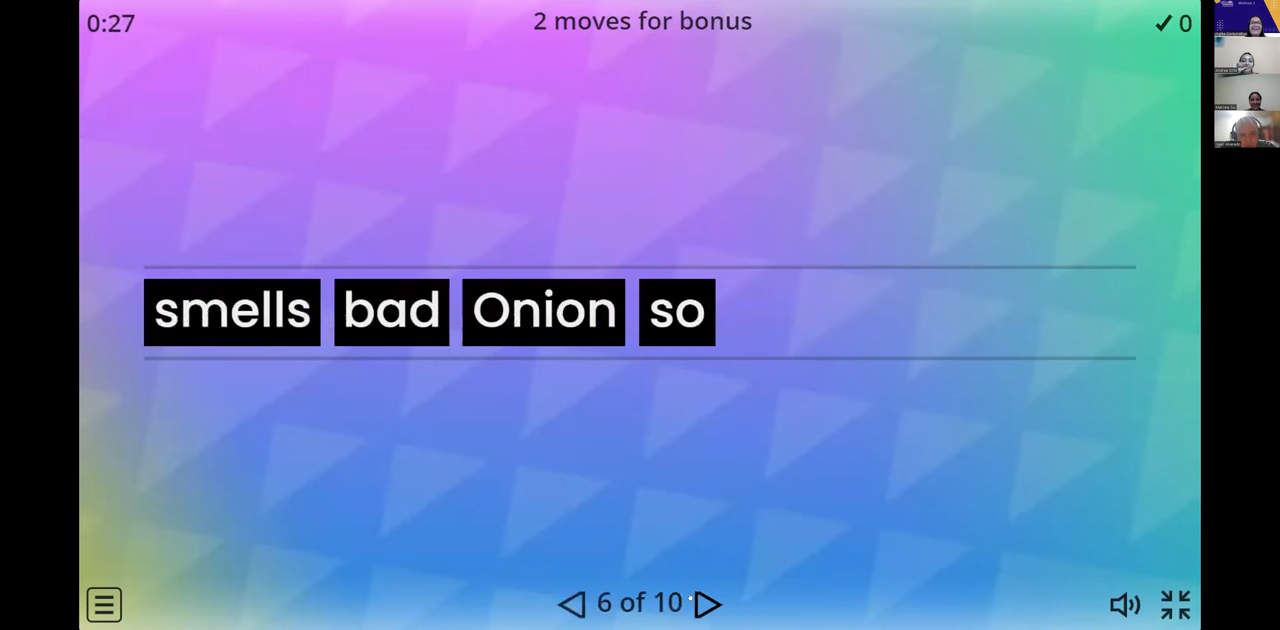 0:27
2 moves for bonus
✓ 0
smells bad Onion so
6 of 10